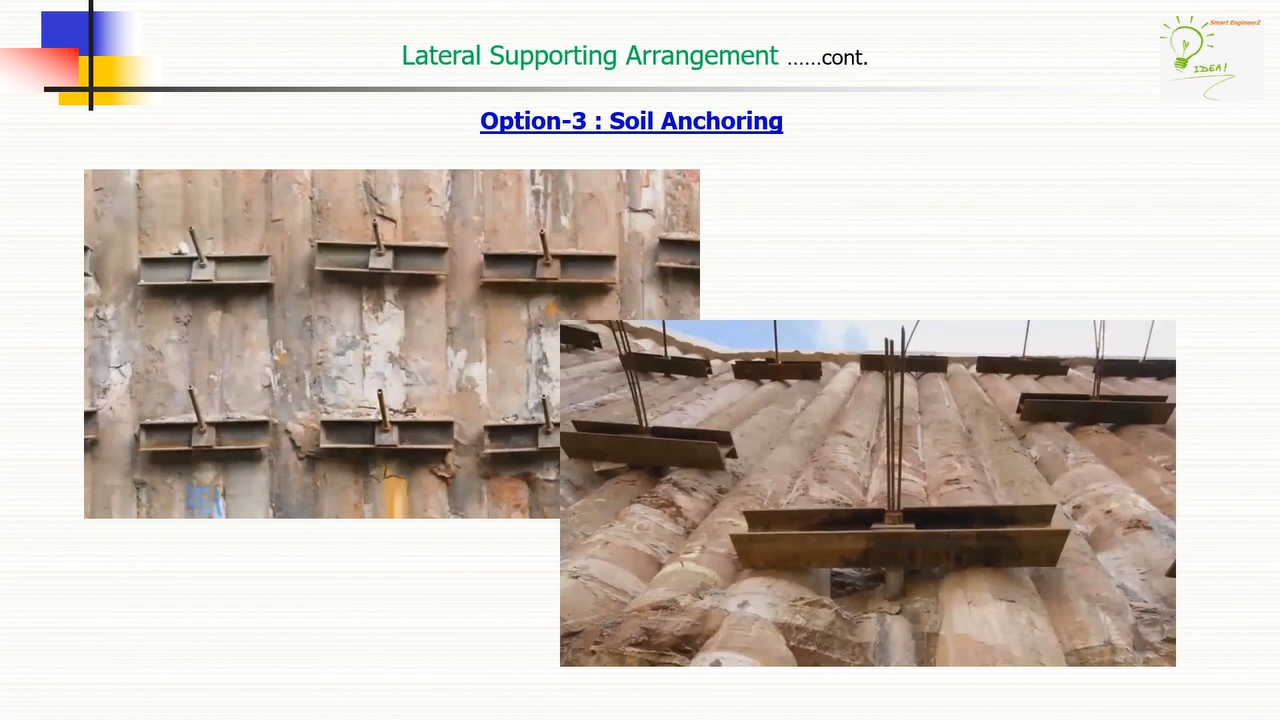 Lateral Supporting Arrangement ......cont.
Smart EngineerZ
IDEA!
Option-3 : Soil Anchoring